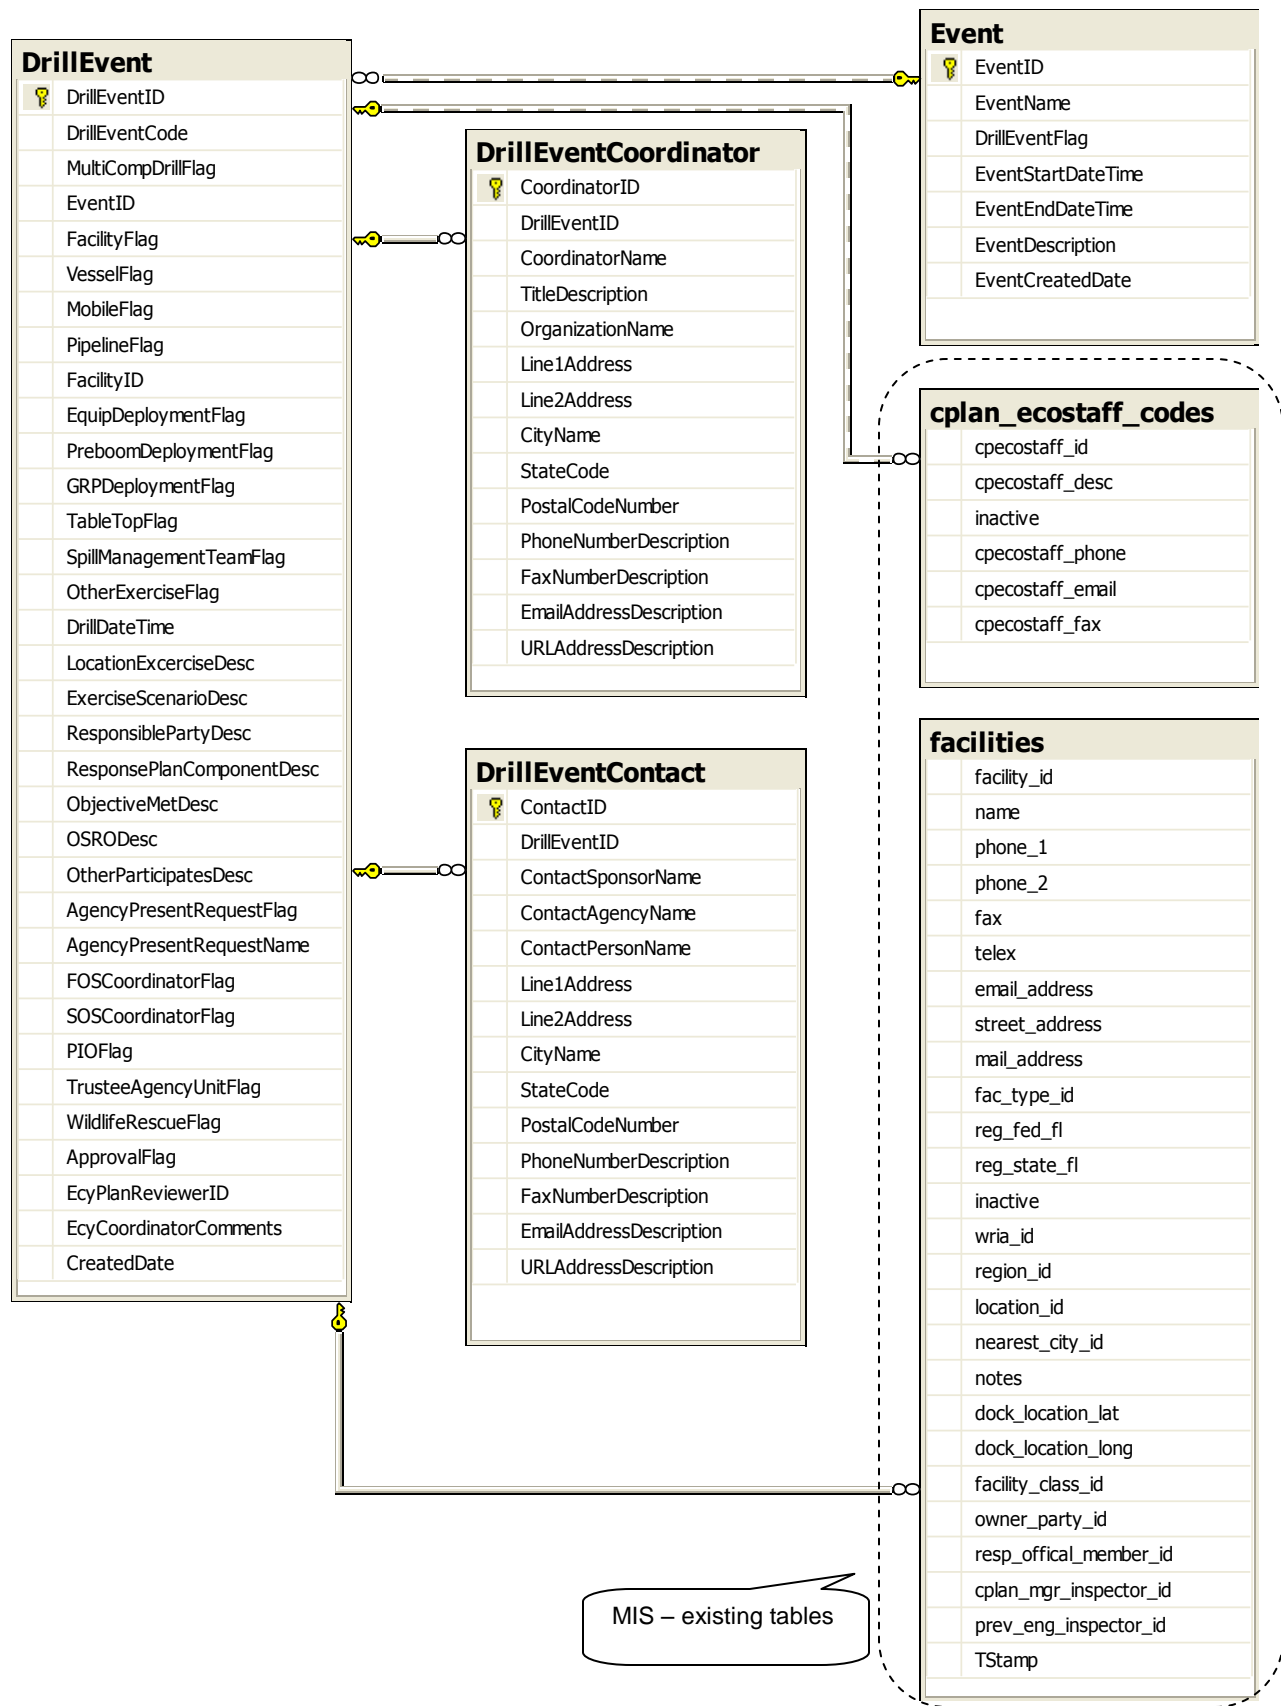 DrillEvent
DrillEventID
DrillEventCode
MultiCompDrillFlag
EventID
FacilityFlag
VesselFlag
MobileFlag
PipelineFlag
FacilityID
EquipDeploymentFlag
PreboomDeploymentFlag
GRPDeploymentFlag
TableTopFlag
SpillManagementTeamFlag
OtherExerciseFlag
DrillDateTime
LocationExcerciseDesc
ExerciseScenarioDesc
ResponsiblePartyDesc
ResponsePlanComponentDesc
ObjectiveMetDesc
OSRODesc
OtherParticipatesDesc
AgencyPresentRequestFlag
AgencyPresentRequestName
FOSCoordinatorFlag
SOSCoordinatorFlag
PIOFlag
TrusteeAgencyUnitFlag
WildlifeRescueFlag
ApprovalFlag
EcyPlanReviewerID
EcyCoordinatorComments
CreatedDate
DrillEventCoordinator
CoordinatorID
DrillEventID
CoordinatorName
TitleDescription
OrganizationName
Line1Address
Line2Address
CityName
StateCode
PostalCodeNumber
PhoneNumberDescription
FaxNumberDescription
EmailAddressDescription
URLAddressDescription
DrillEventContact
ContactID
DrillEventID
ContactSponsorName
ContactAgencyName
ContactPersonName
Line1Address
Line2Address
CityName
StateCode
PostalCodeNumber
PhoneNumberDescription
FaxNumberDescription
EmailAddressDescription
URLAddressDescription
Event
EventID
EventName
DrillEventFlag
EventStartDateTime
EventEndDateTime
EventDescription
EventCreatedDate
cplan_ecostaff_codes
cpecostaff_id
cpecostaff_desc
inactive
cpecostaff_phone
cpecostaff_email
cpecostaff_fax
facilities
facility_id
name
phone_1
phone_2
fax
telex
email_address
street_address
mail_address
fac_type_id
reg_fed_fl
reg_state_fl
inactive
wria_id
region_id
location_id
nearest_city_id
notes
dock_location_lat
dock_location_long
facility_class_id
owner_party_id
resp_offical_member_id
cplan_mgr_inspector_id
prev_eng_inspector_id
TStamp
MIS – existing tables